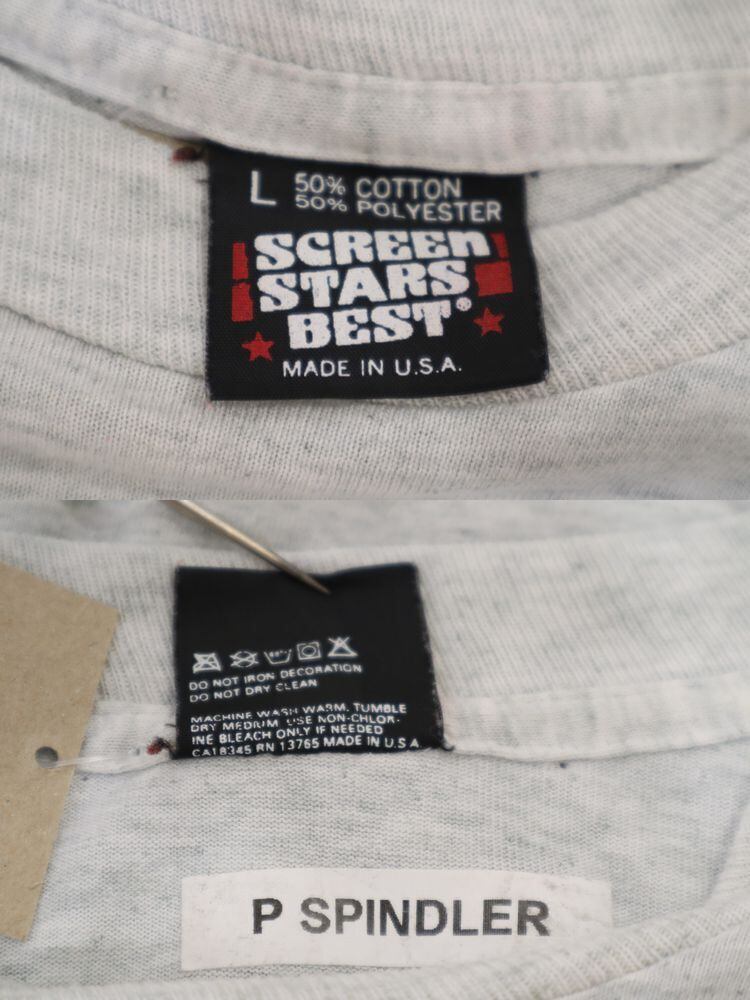 L 50% COTTON
50% POLYESTER
SCREEN
STARS
BEST®
MADE IN U.S.A.
DO NOT IRON DECORATION
DO NOT DRY CLEAN
MACHINE WASH WARM. TUMBLE
DRY MEDIUM. USE NON-CHLOR-
INE BLEACH ONLY IF NEEDED
CA18345 RN 13765 MADE IN U.S.A.
P SPINDLER